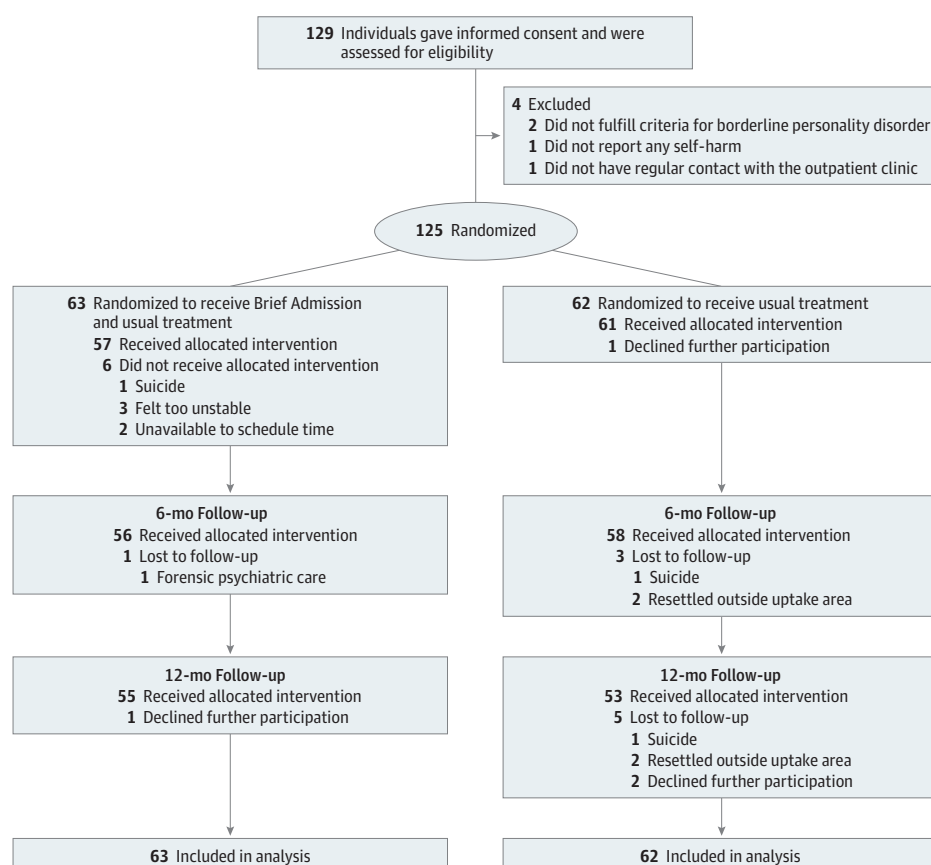 129 Individuals gave informed consent and were
assessed for eligibility
4 Excluded
2 Did not fulfill criteria for borderline personality disorder
1 Did not report any self-harm
1 Did not have regular contact with the outpatient clinic
125 Randomized
63 Randomized to receive Brief Admission
and usual treatment
57 Received allocated intervention
6 Did not receive allocated intervention
1 Suicide
3 Felt too unstable
2 Unavailable to schedule time
62 Randomized to receive usual treatment
61 Received allocated intervention
1 Declined further participation
6-mo Follow-up
56 Received allocated intervention
1 Lost to follow-up
1 Forensic psychiatric care
6-mo Follow-up
58 Received allocated intervention
3 Lost to follow-up
1 Suicide
2 Resettled outside uptake area
12-mo Follow-up
55 Received allocated intervention
1 Declined further participation
12-mo Follow-up
53 Received allocated intervention
5 Lost to follow-up
1 Suicide
2 Resettled outside uptake area
2 Declined further participation
63 Included in analysis
62 Included in analysis